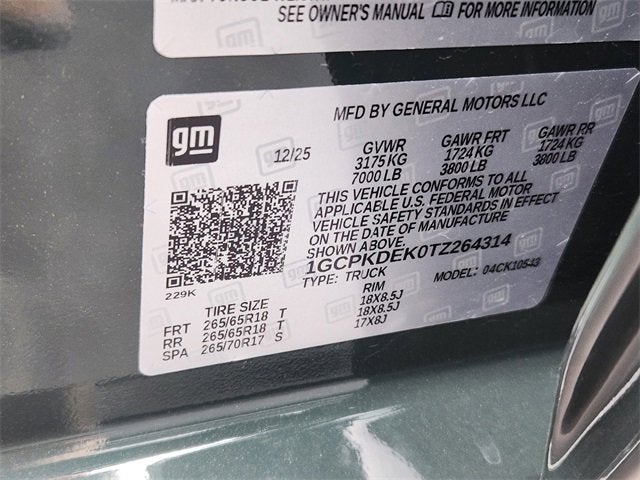 SEE OWNER'S MANUAL FOR MORE INFORMATION
gm
MFD BY GENERAL MOTORS LLC
12/25
GVWR GAWR FRT GAWR RR
3175 KG 1724 KG 1724 KG
7000 LB 3800 LB 3800 LB
THIS VEHICLE CONFORMS TO ALL
APPLICABLE U.S. FEDERAL MOTOR
VEHICLE SAFETY STANDARDS IN EFFECT
ON THE DATE OF MANUFACTURE
SHOWN ABOVE.
1GCPKDEK0TZ264314
TYPE: TRUCK MODEL: 04CK10543
229K
TIRE SIZE RIM
FRT 265/65R18 T 18X8.5J
RR 265/65R18 T 18X8.5J
SPA 265/70R17 S 17X8J